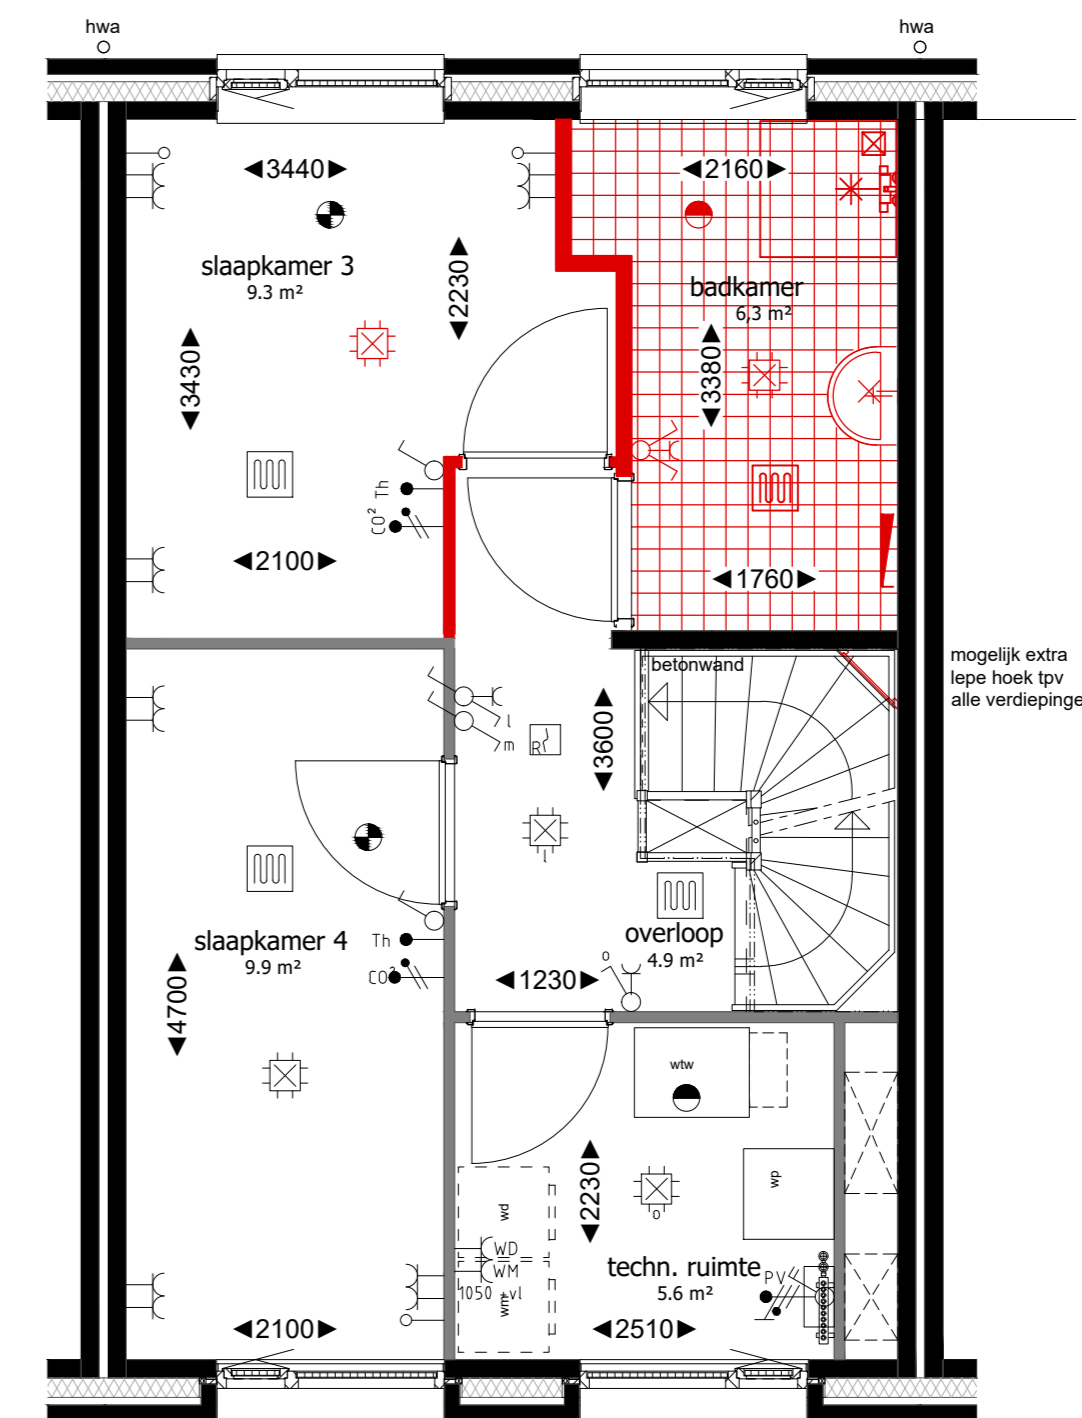 hwa
hwa
◄3440►
◄2160►
slaapkamer 3
9.3 m²
◄2230►
badkamer
6,3 m²
◄3430►
◄3380►
Th
CO²
◄2100►
◄1760►
betonwand
mogelijk extra
lepe hoek tpv
alle verdiepinge
l
m
R
◄3600►
l
slaapkamer 4
9.9 m²
Th
CO²
overloop
4.9 m²
o
◄1230►
◄4700►
wtw
◄2230►
wp
o
wd
WD
WM
1050+vl
wm
techn. ruimte
5.6 m²
PV
◄2100►
◄2510►